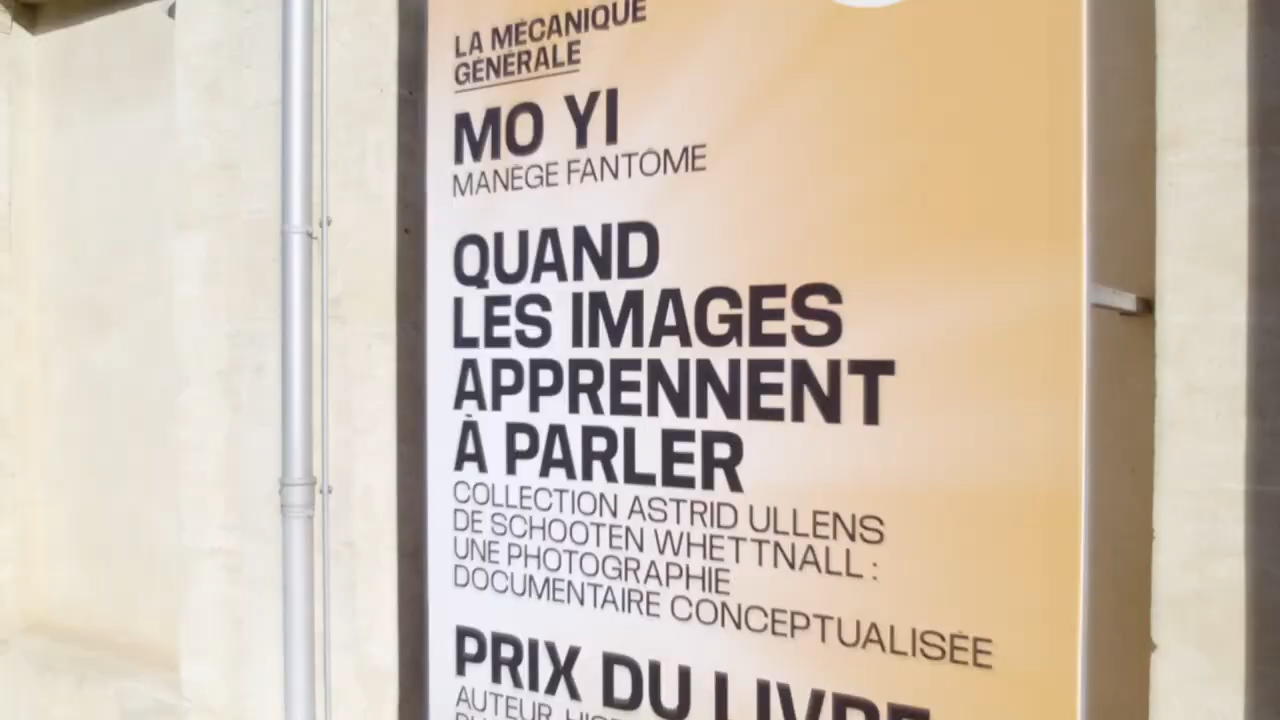 LA MÉCANIQUE
GÉNÉRALE
MO YI
MANÈGE FANTÔME
QUAND
LES IMAGES
APPRENNENT
À PARLER
COLLECTION ASTRID ULLENS
DE SCHOOTEN WHETTNALL :
UNE PHOTOGRAPHIE
DOCUMENTAIRE CONCEPTUALISÉE
PRIX DU LIVRE
AUTEUR,